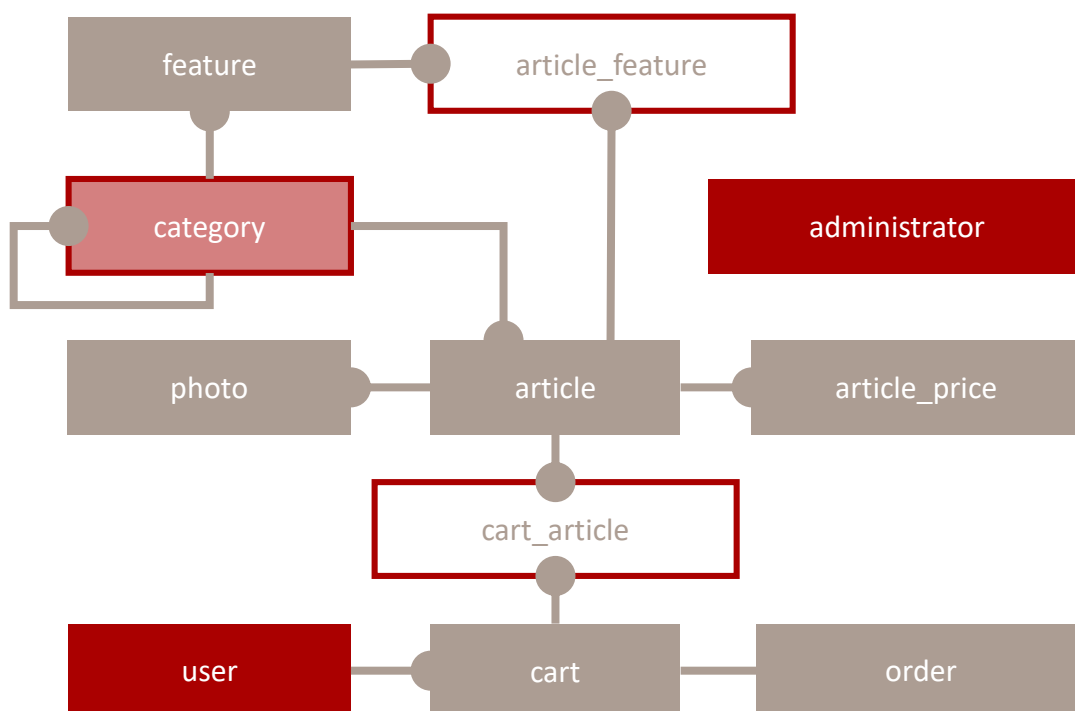 feature
article_feature
category
administrator
photo
article
article_price
cart_article
user
cart
order